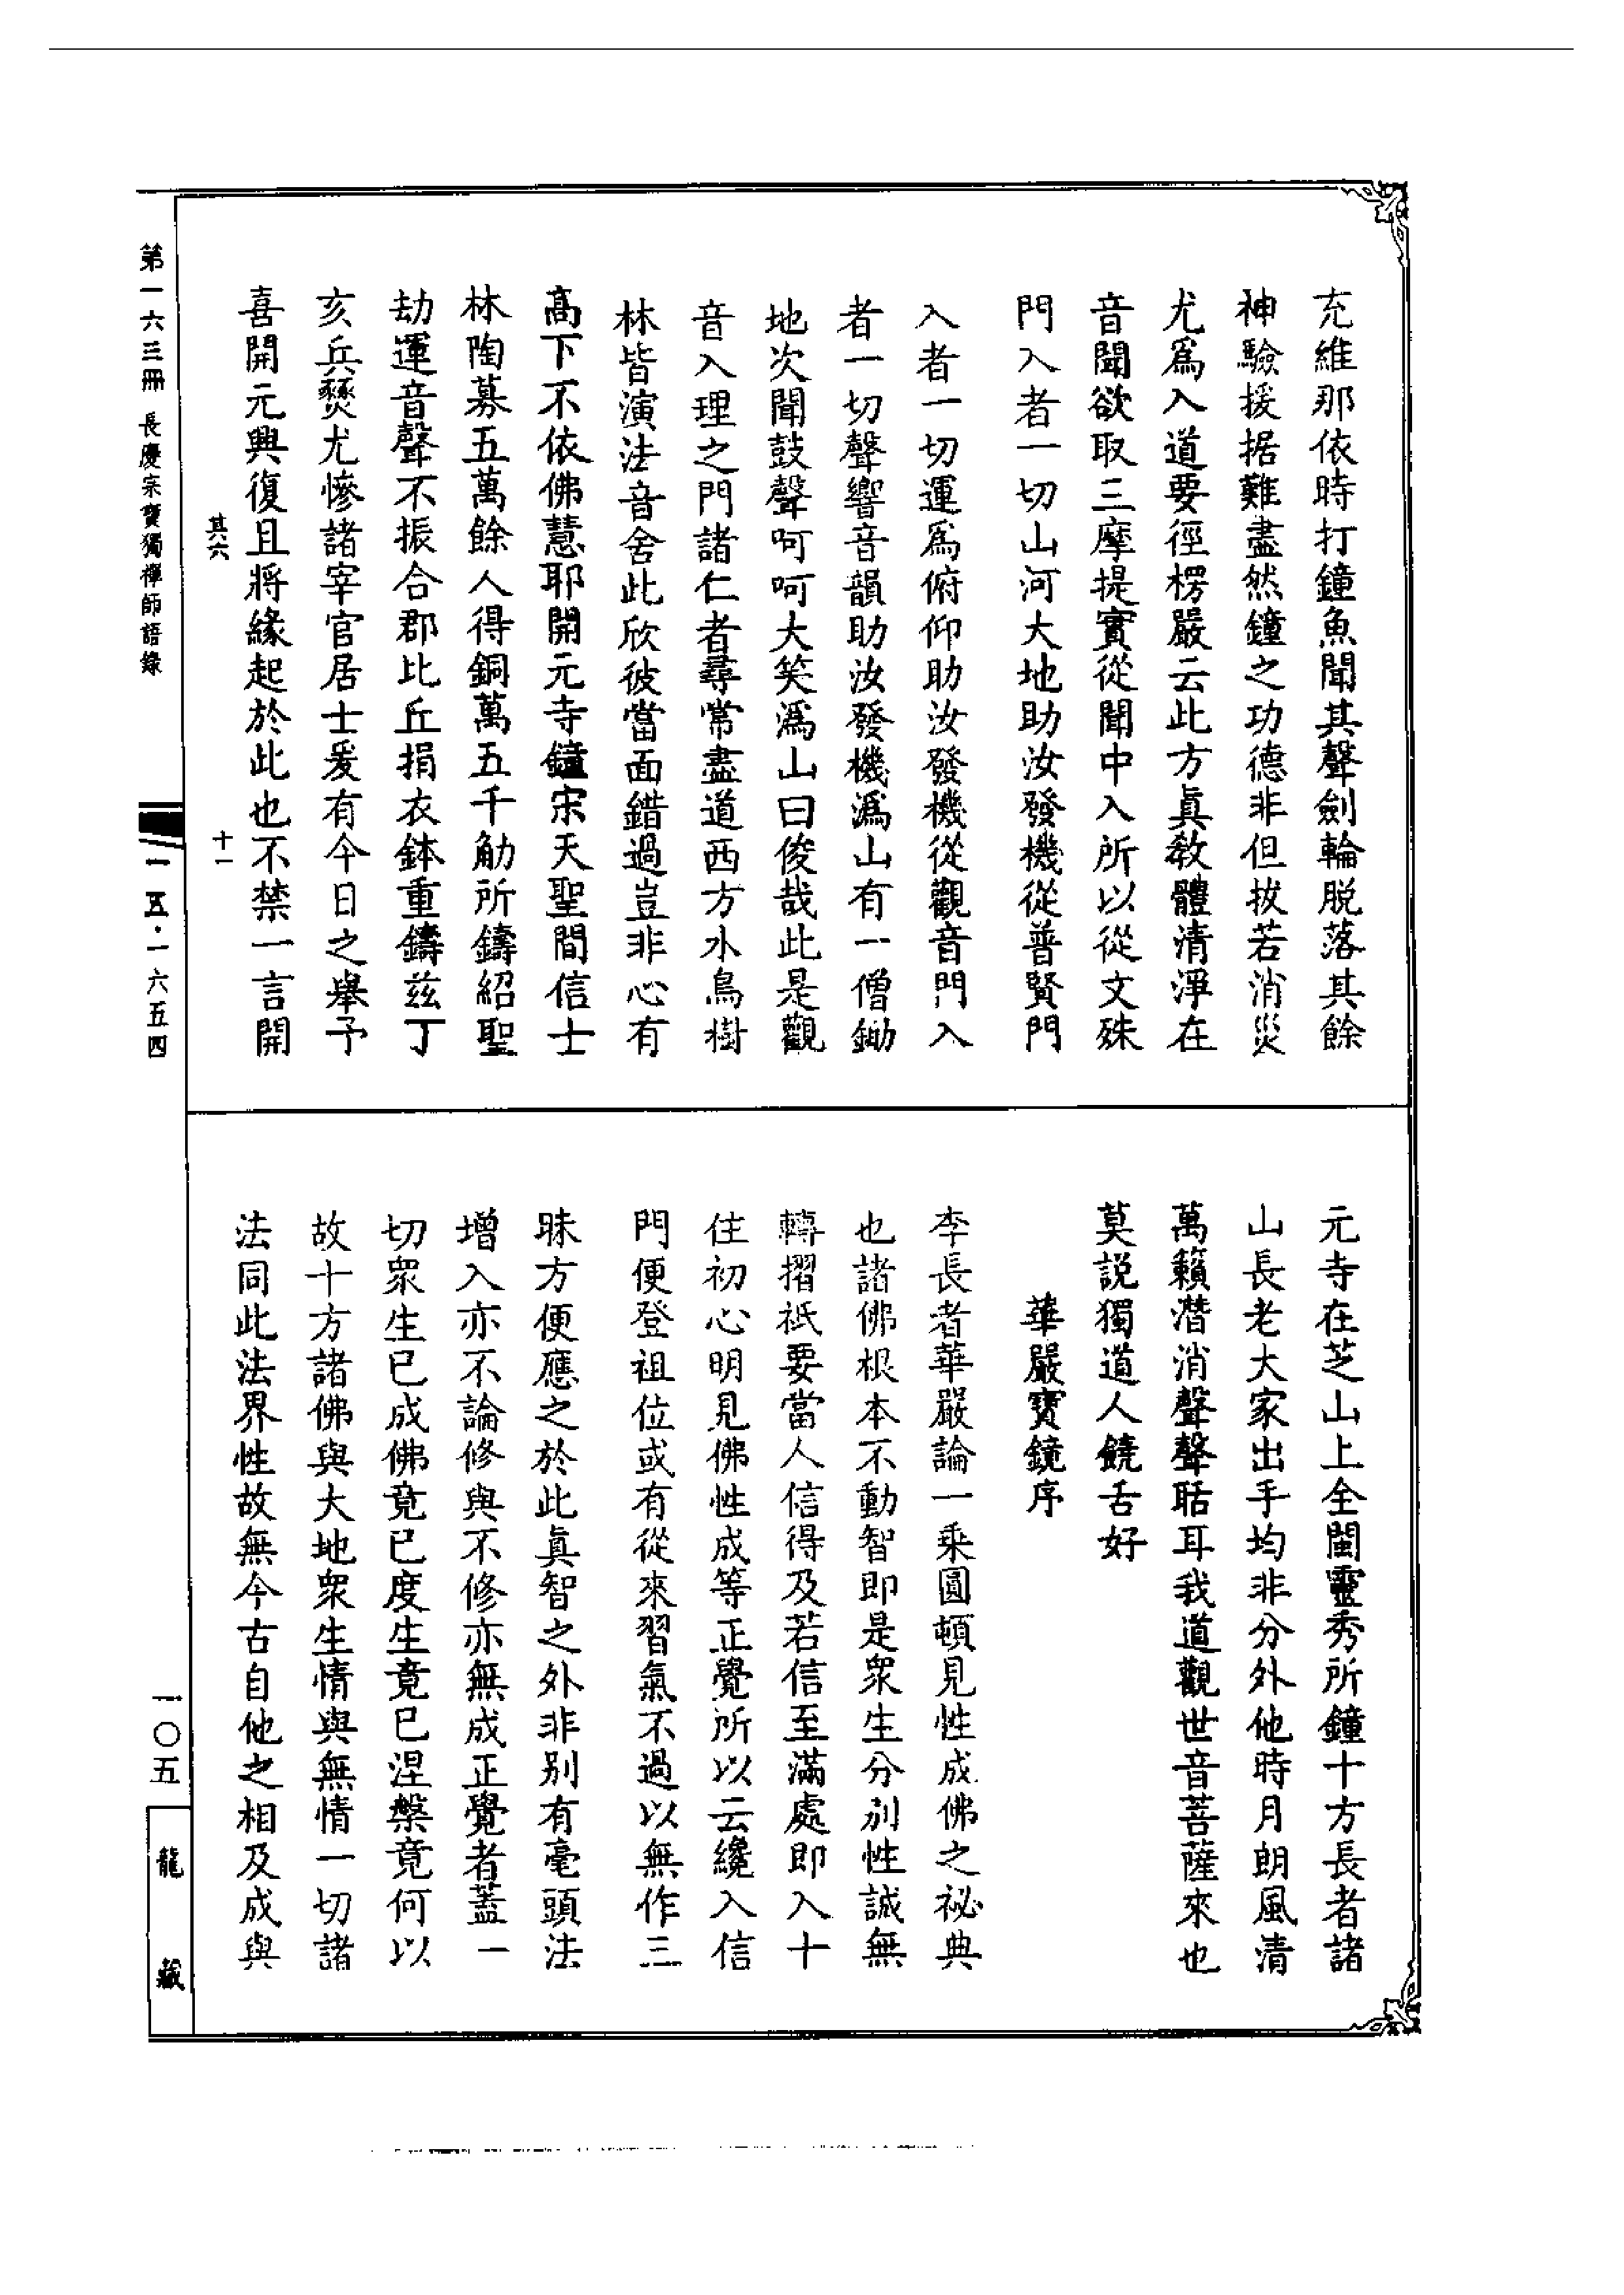 充維那依時打鐘魚聞其聲劍輪脱落其餘
神驗援据難盡然鐘之功德非但拔若消災
尤爲入道要徑楞嚴云此方真教體清淨在
音聞欲取三摩提實從聞中入所以從文殊
門入者一切山河大地助汝發機從普賢門
入者一切運爲俯仰助汝發機從觀音門入
者一切聲響音韻助汝發機潙山有一僧鋤
地次聞鼓聲呵呵大笑潙山曰俊哉此是觀
音入理之門諸仁者尋常盡道西方水鳥樹
林皆演法音舍此欣彼當面錯過豈非心有
高下不依佛慧耶開元寺鐘宋天聖間信士
林陶募五萬餘人得銅萬五千觔所鑄紹聖
劫運音聲不振合郡比丘捐衣鉢重鑄茲丁
亥兵燹尤慘諸宰官居士爰有今日之舉予
喜開元興復且將緣起於此也不禁一言開
其六
十一
元寺在芝山上全閩靈秀所鐘十方長者諸
山長老大家出手均非分外他時月朗風清
萬籟潛消聲聲聒耳我道觀世音菩薩來也
莫説獨道人饒舌好
華嚴寶鏡序
李長者華嚴論一乘圓頓見性成佛之祕典
也諸佛根本不動智即是衆生分别性誠無
轉摺祇要當人信得及若信至滿處即入十
住初心明見佛性成等正覺所以云纔入信
門便登祖位或有從來習氣不過以無作三
昧方便應之於此真智之外非别有毫頭法
增入亦不論修與不修亦無成正覺者蓋一
切衆生已成佛竟已度生竟已涅槃竟何以
故十方諸佛與大地衆生情與無情一切諸
法同此法界性故無今古自他之相及成與
第一六三冊 長慶宗寶獨禪師語錄
一五·一六五四
一〇五
龍藏